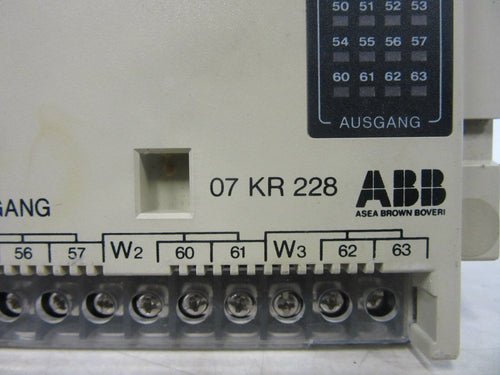 50 51 52 53
54 55 56 57
60 61 62 63
AUSGANG
07 KR 228 ABB
ASEA BROWN BOVERI
GANG
56 57 W2 60 61 W3 62 63